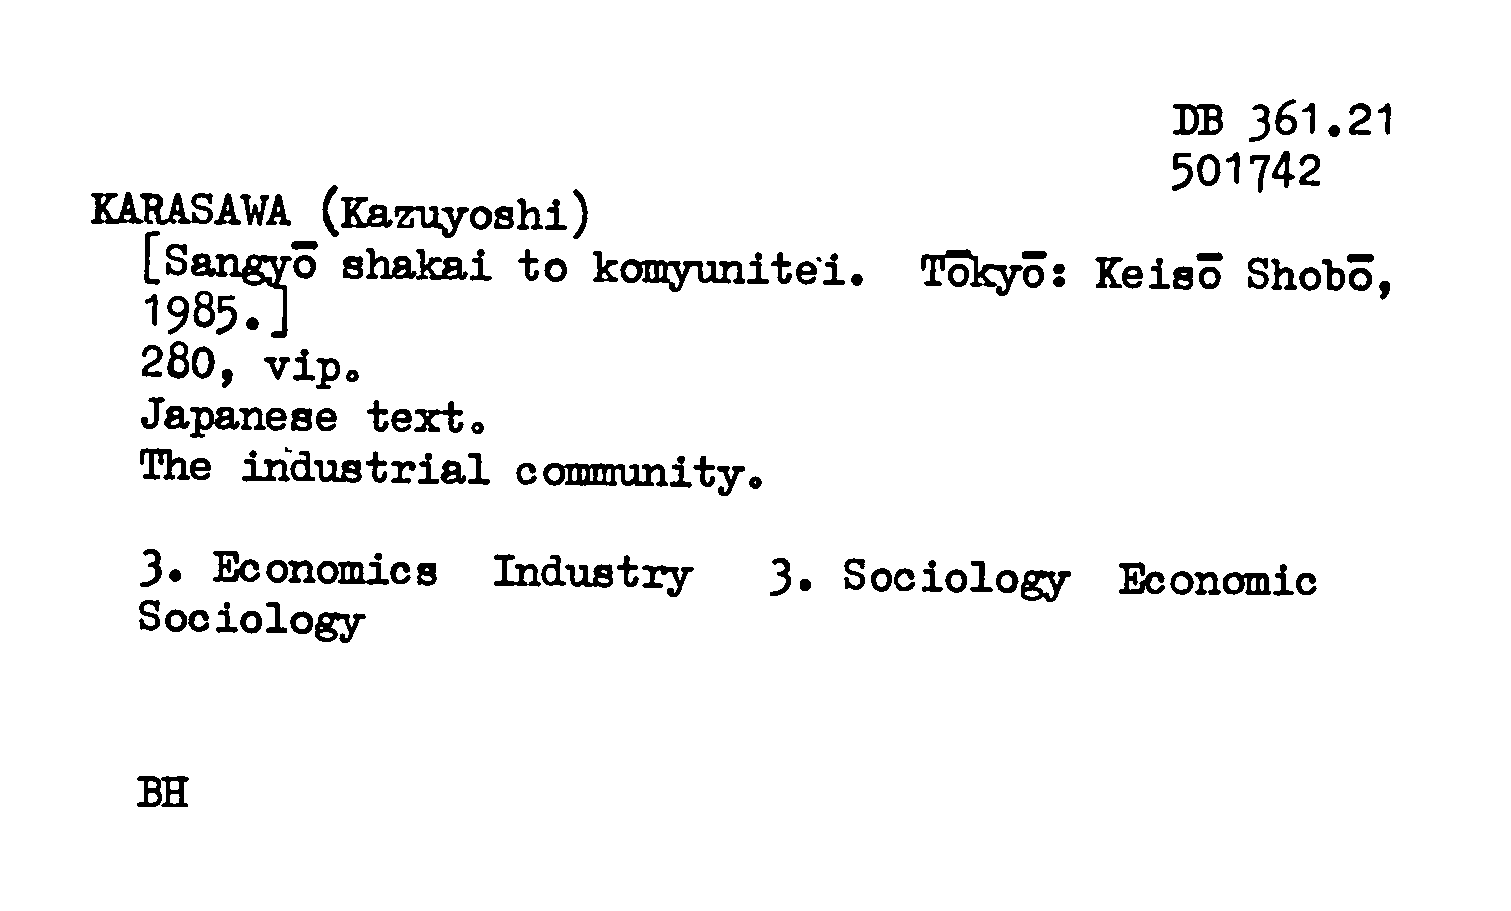 DB 361.21
501742
KARASAWA (Kazuyoshi)
[Sangyō shakai to komyunitei. Tōkyō: Keisō Shobō,
1985.]
280, vip.
Japanese text.
The industrial community.
3. Economics Industry 3. Sociology Economic
Sociology
BH